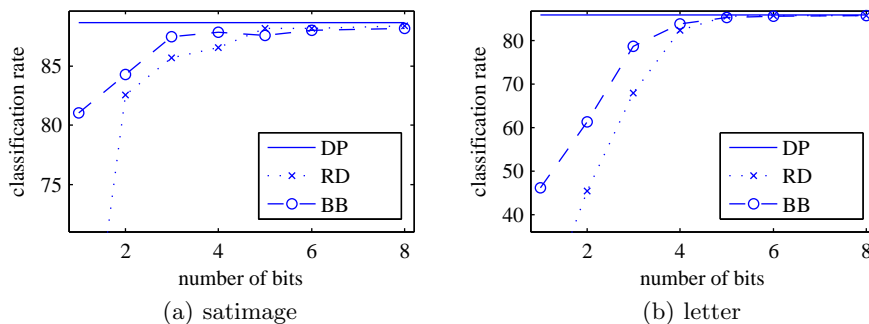 classification rate
85
80
75
2
4
6
8
number of bits
DP
RD
BB
(a) satimage
classification rate
80
70
60
50
40
2
4
6
8
number of bits
DP
RD
BB
(b) letter